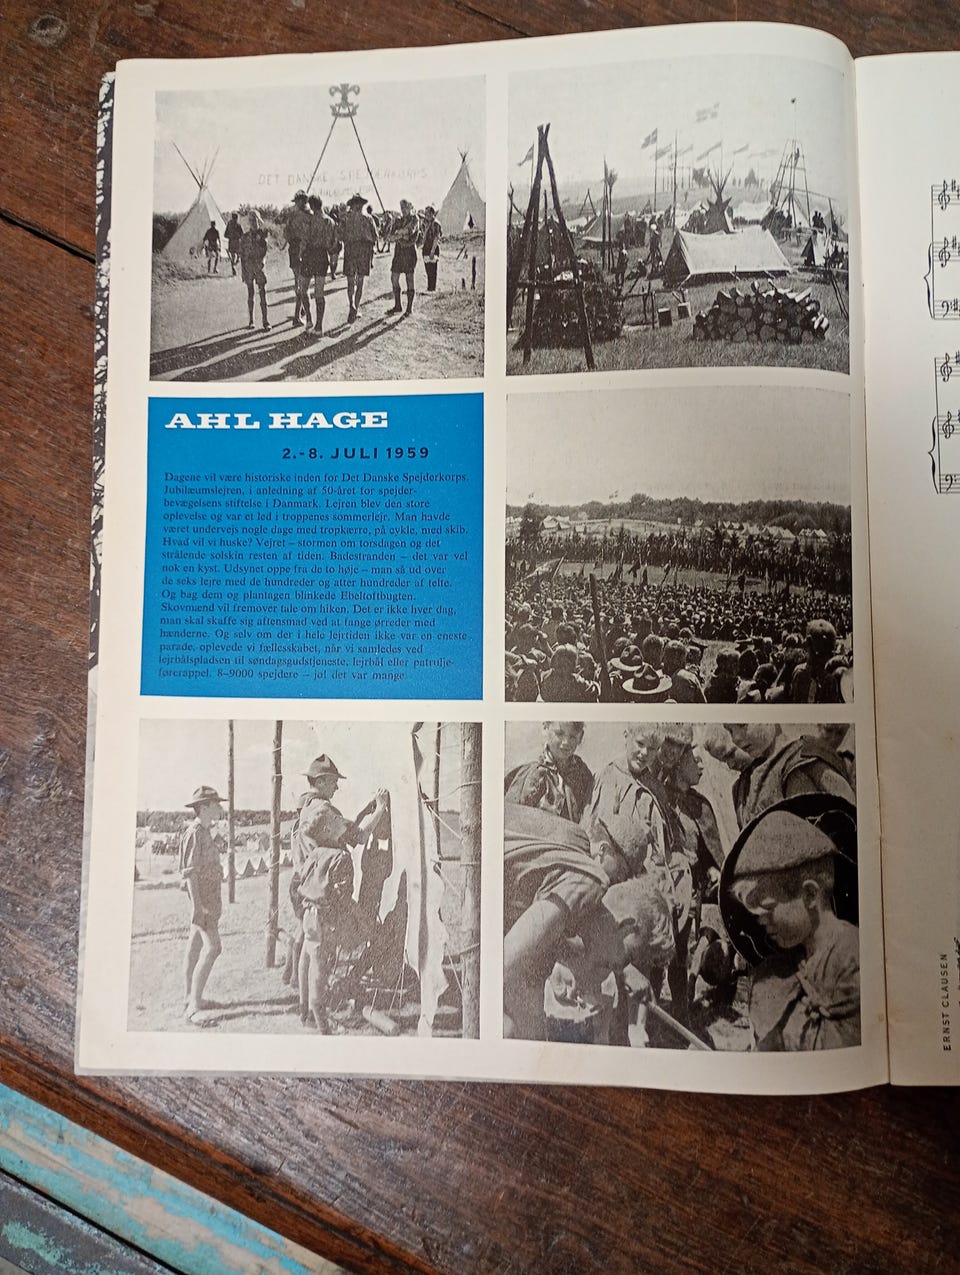 DET DANSKE SPEJDERKORPS
AHL HAGE
2.-8. JULI 1959
Dagene vil være historiske inden for Det Danske Spejderkorps.
Jubilæumslejren, i anledning af 50-året for spejder-
bevægelsens stiftelse i Danmark. Lejren blev den store
oplevelse og var et led i troppenes sommerlejr. Man havde
været undervejs nogle dage med tropkærre, på cykle, med skib.
Hvad vil vi huske? Vejret – stormen om torsdagen og det
strålende solskin resten af tiden. Badestranden – det var vel
nok en kyst. Udsynet oppe fra de to høje – man så ud over
de seks lejre med de hundreder og atter hundreder af telte.
Og bag dem og plantagen blinkede Ebeltoftbugten.
Skovmænd vil fremover tale om hiken. Det er ikke hver dag,
man skal skaffe sig aftensmad ved at fange ørreder med
hænderne. Og selv om der i hele lejrtiden ikke var en eneste
parade, oplevede vi fællesskabet, når vi samledes ved
lejrbålspladsen til søndagsgudstjeneste, lejrbål eller patrulje-
førerappel. 8–9000 spejdere – jo! det var mange.
ERNST CLAUSEN